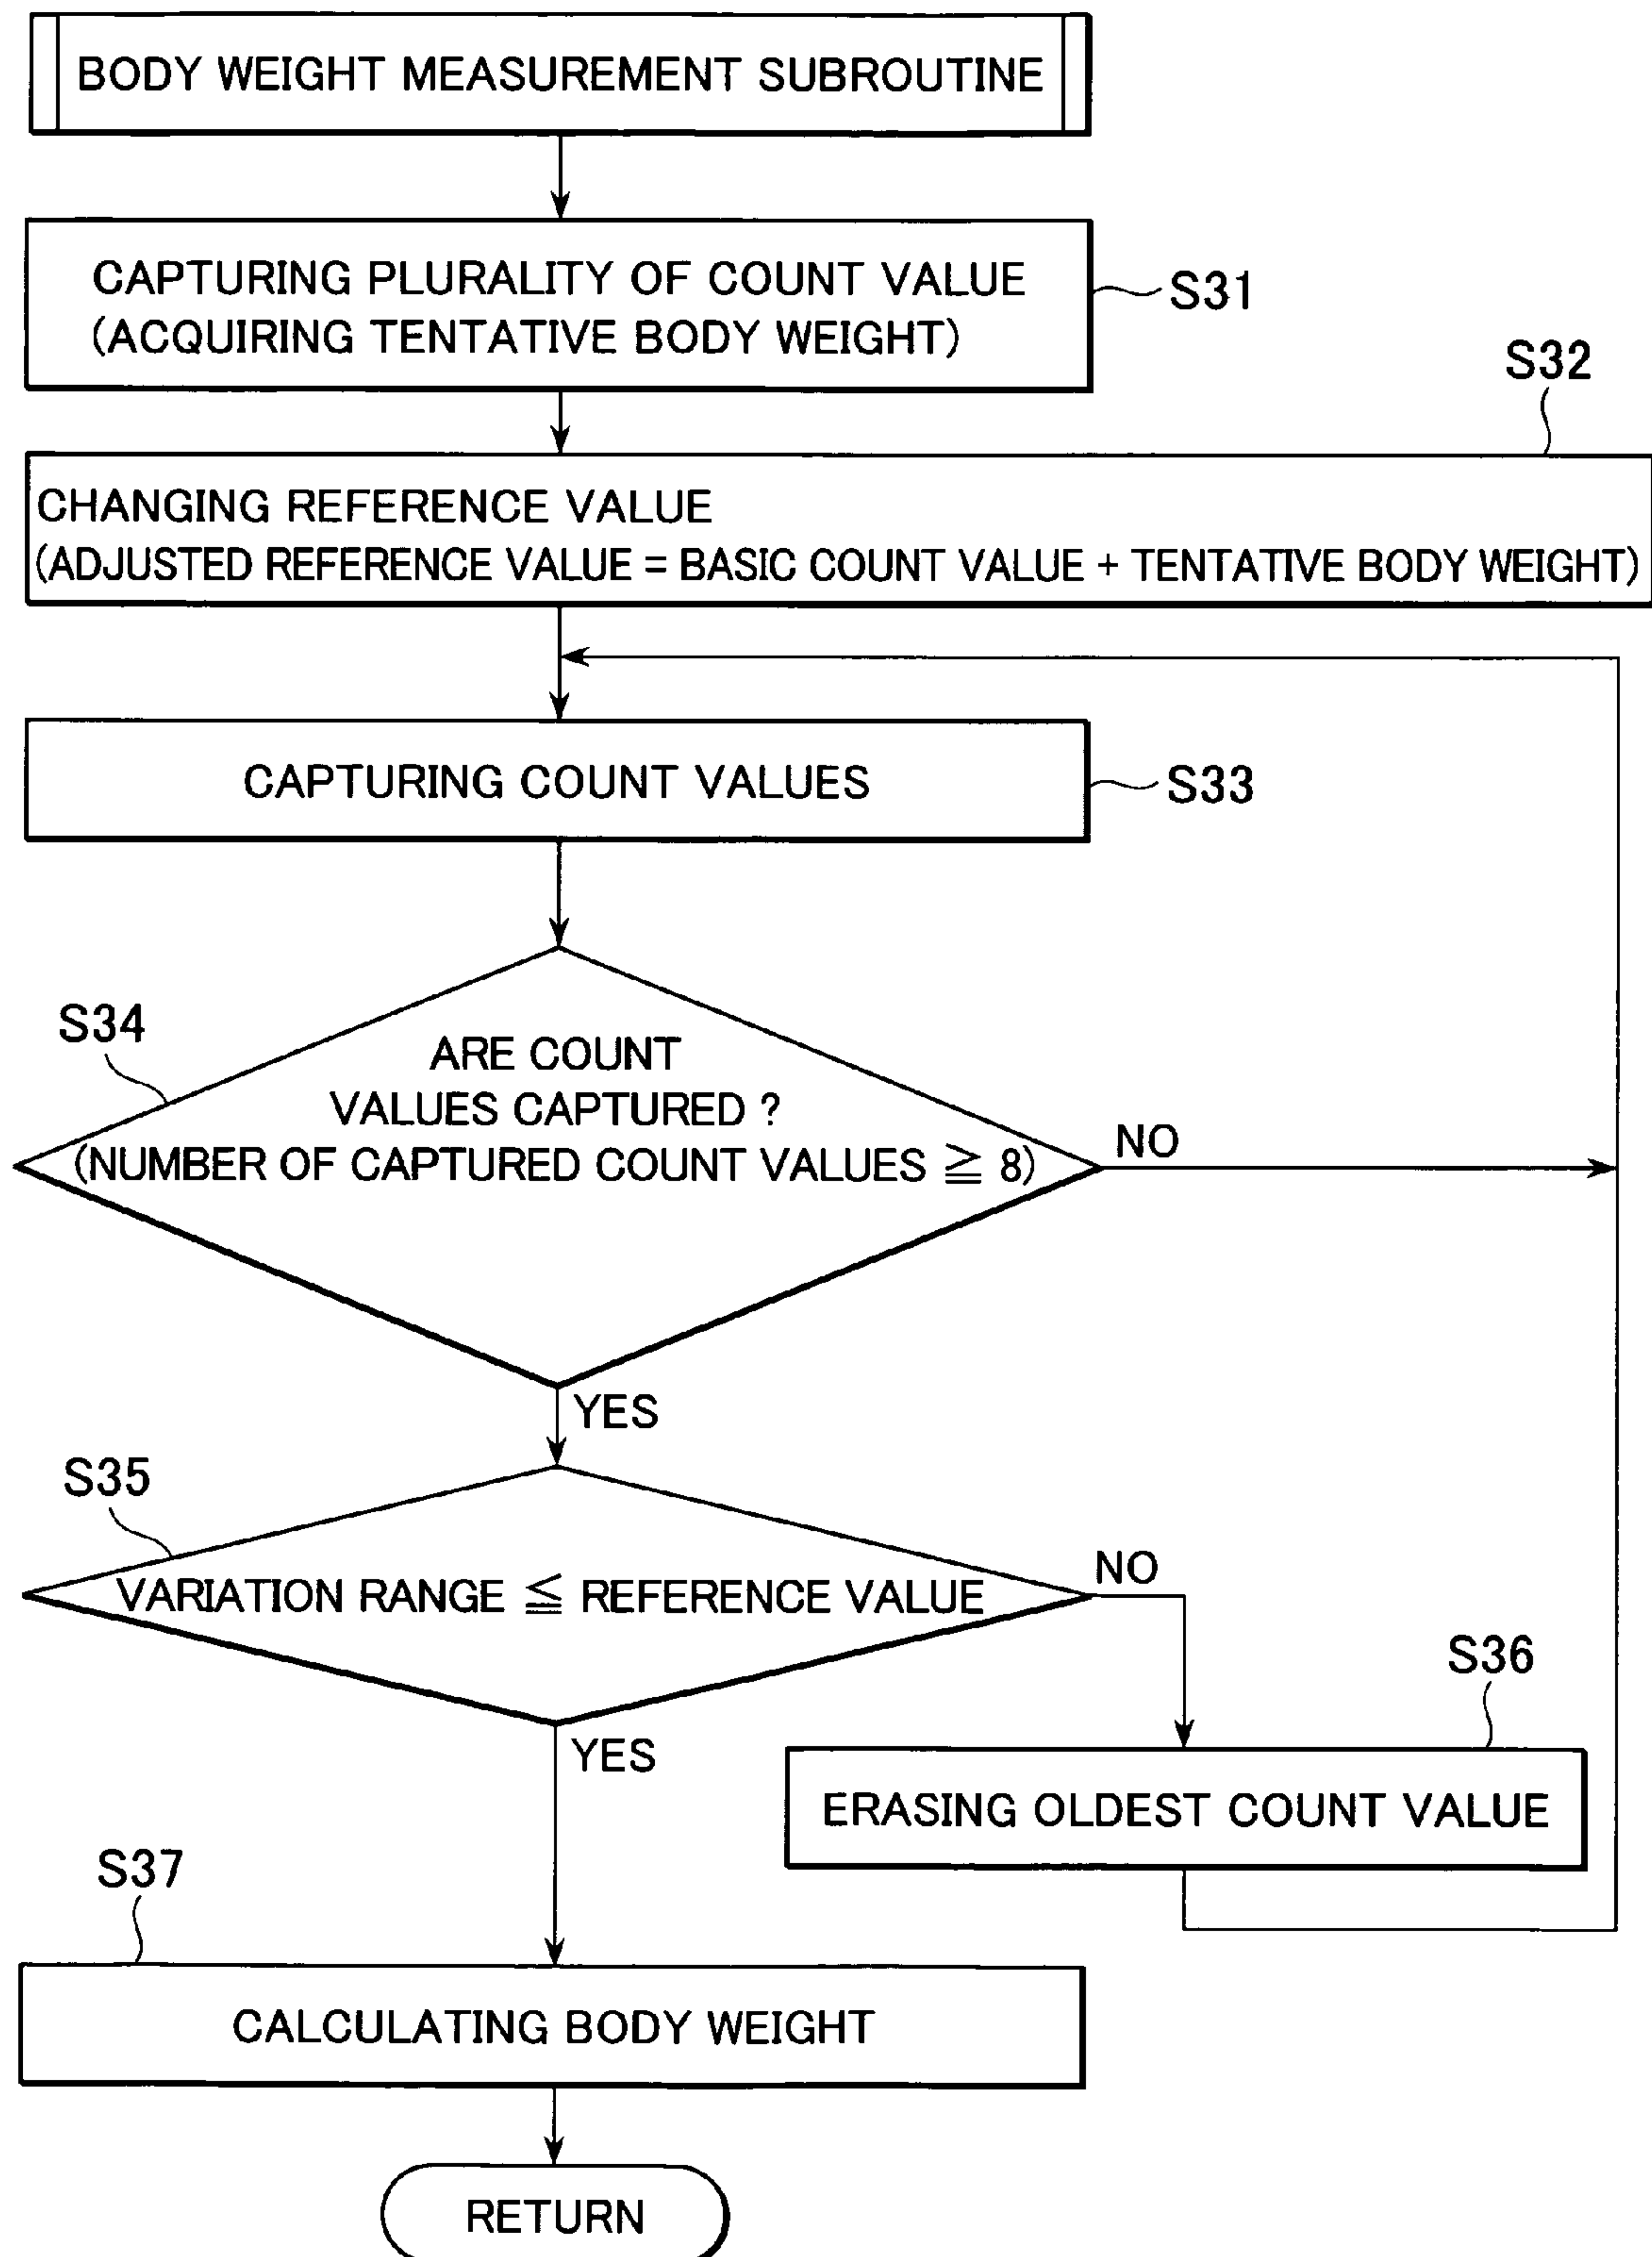 BODY WEIGHT MEASUREMENT SUBROUTINE
CAPTURING PLURALITY OF COUNT VALUE
(ACQUIRING TENTATIVE BODY WEIGHT)
S31
S32
CHANGING REFERENCE VALUE
(ADJUSTED REFERENCE VALUE = BASIC COUNT VALUE + TENTATIVE BODY WEIGHT)
CAPTURING COUNT VALUES
S33
S34
ARE COUNT
VALUES CAPTURED ?
(NUMBER OF CAPTURED COUNT VALUES ≧ 8)
NO
YES
S35
VARIATION RANGE ≦ REFERENCE VALUE
NO
YES
S36
ERASING OLDEST COUNT VALUE
S37
CALCULATING BODY WEIGHT
RETURN